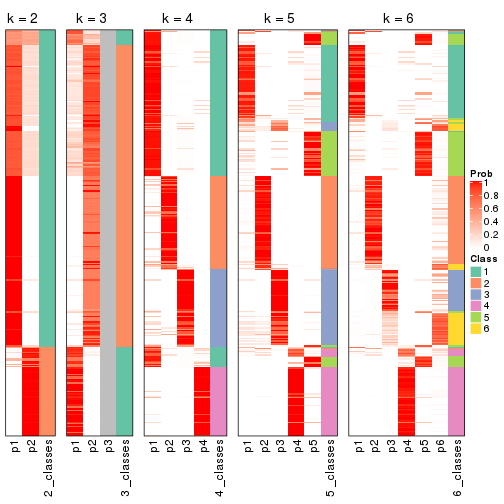 k = 2
k = 3
k = 4
k = 5
k = 6
Prob
1
0.8
0.6
0.4
0.2
0
Class
1
2
3
4
5
6
p1
p2
2_classes
p1
p2
p3
3_classes
p1
p2
p3
p4
4_classes
p1
p2
p3
p4
p5
5_classes
p1
p2
p3
p4
p5
p6
6_classes